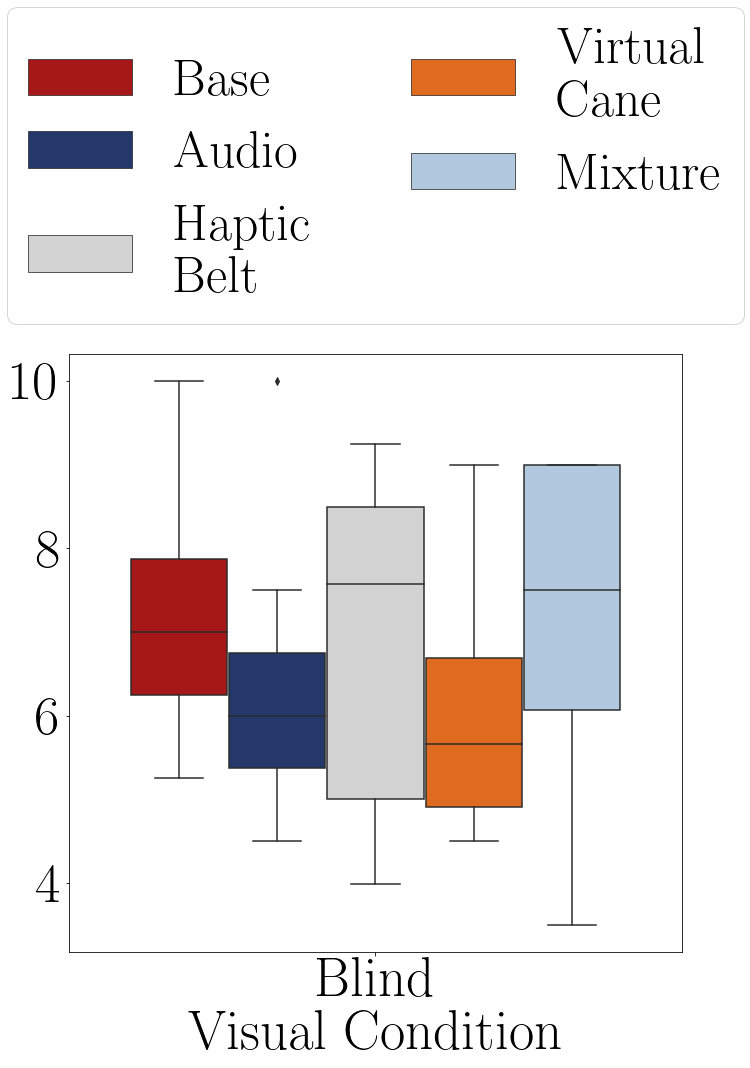 Base
Audio
Haptic
Belt
Virtual
Cane
Mixture
10
8
6
4
Blind
Visual Condition